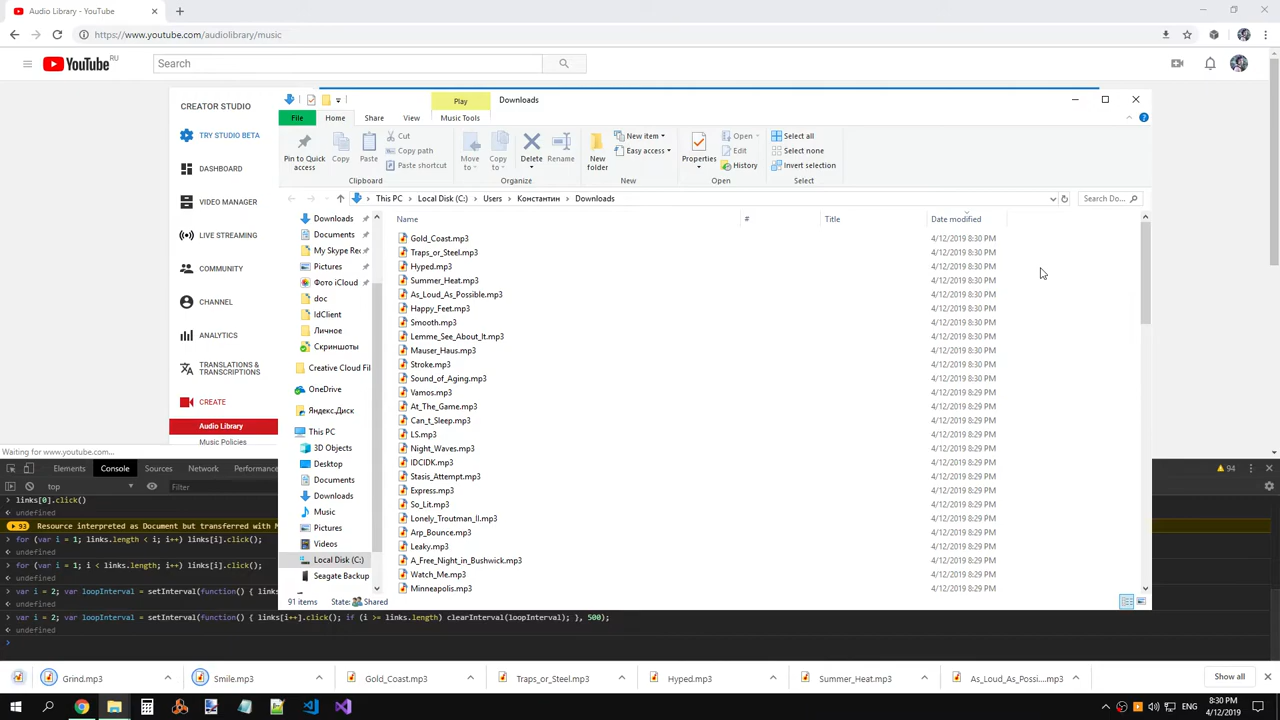 Audio Library - YouTube
https://www.youtube.com/audiolibrary/music
YouTube RU
Search
CREATOR STUDIO
TRY STUDIO BETA
DASHBOARD
VIDEO MANAGER
LIVE STREAMING
COMMUNITY
CHANNEL
ANALYTICS
TRANSLATIONS &
TRANSCRIPTIONS
CREATE
Audio Library
Music Policies
Play
Downloads
File
Home
Share
View
Music Tools
Pin to Quick
access
Copy
Paste
Cut
Copy path
Paste shortcut
Clipboard
Move
to
Copy
to
Delete
Rename
Organize
New
folder
New item
Easy access
New
Properties
Open
Edit
History
Open
Select all
Select none
Invert selection
Select
This PC > Local Disk (C:) > Users > Константин > Downloads
Search Do...
Downloads
Documents
My Skype Rec
Pictures
Фото iCloud
doc
IdClient
Личное
Скриншоты
Creative Cloud Fil
OneDrive
Яндекс.Диск
This PC
3D Objects
Desktop
Documents
Downloads
Music
Pictures
Videos
Local Disk (C:)
Seagate Backup
Name # Title Date modified
Gold_Coast.mp3 4/12/2019 8:30 PM
Traps_or_Steel.mp3 4/12/2019 8:30 PM
Hyped.mp3 4/12/2019 8:30 PM
Summer_Heat.mp3 4/12/2019 8:30 PM
As_Loud_As_Possible.mp3 4/12/2019 8:30 PM
Happy_Feet.mp3 4/12/2019 8:30 PM
Smooth.mp3 4/12/2019 8:30 PM
Lemme_See_About_It.mp3 4/12/2019 8:30 PM
Mauser_Haus.mp3 4/12/2019 8:30 PM
Stroke.mp3 4/12/2019 8:30 PM
Sound_of_Aging.mp3 4/12/2019 8:30 PM
Vamos.mp3 4/12/2019 8:29 PM
At_The_Game.mp3 4/12/2019 8:29 PM
Can_t_Sleep.mp3 4/12/2019 8:29 PM
LS.mp3 4/12/2019 8:29 PM
Night_Waves.mp3 4/12/2019 8:29 PM
IDCIDK.mp3 4/12/2019 8:29 PM
Stasis_Attempt.mp3 4/12/2019 8:29 PM
Express.mp3 4/12/2019 8:29 PM
So_Lit.mp3 4/12/2019 8:29 PM
Lonely_Troutman_II.mp3 4/12/2019 8:29 PM
Arp_Bounce.mp3 4/12/2019 8:29 PM
Leaky.mp3 4/12/2019 8:29 PM
A_Free_Night_in_Bushwick.mp3 4/12/2019 8:29 PM
Watch_Me.mp3 4/12/2019 8:29 PM
Minneapolis.mp3 4/12/2019 8:29 PM
91 items State: Shared
Waiting for www.youtube.com...
Elements Console Sources Network Performance
94
top
Filter
links[0].click()
undefined
93 Resource interpreted as Document but transferred with M
for (var i = 1; links.length < i; i++) links[i].click();
undefined
for (var i = 1; i < links.length; i++) links[i].click();
undefined
var i = 2; var loopInterval = setInterval(function() { links
undefined
var i = 2; var loopInterval = setInterval(function() { links[i++].click(); if (i >= links.length) clearInterval(loopInterval); }, 500);
undefined
Grind.mp3
Smile.mp3
Gold_Coast.mp3
Traps_or_Steel.mp3
Hyped.mp3
Summer_Heat.mp3
As_Loud_As_Possi....mp3
Show all
ENG
8:30 PM
4/12/2019